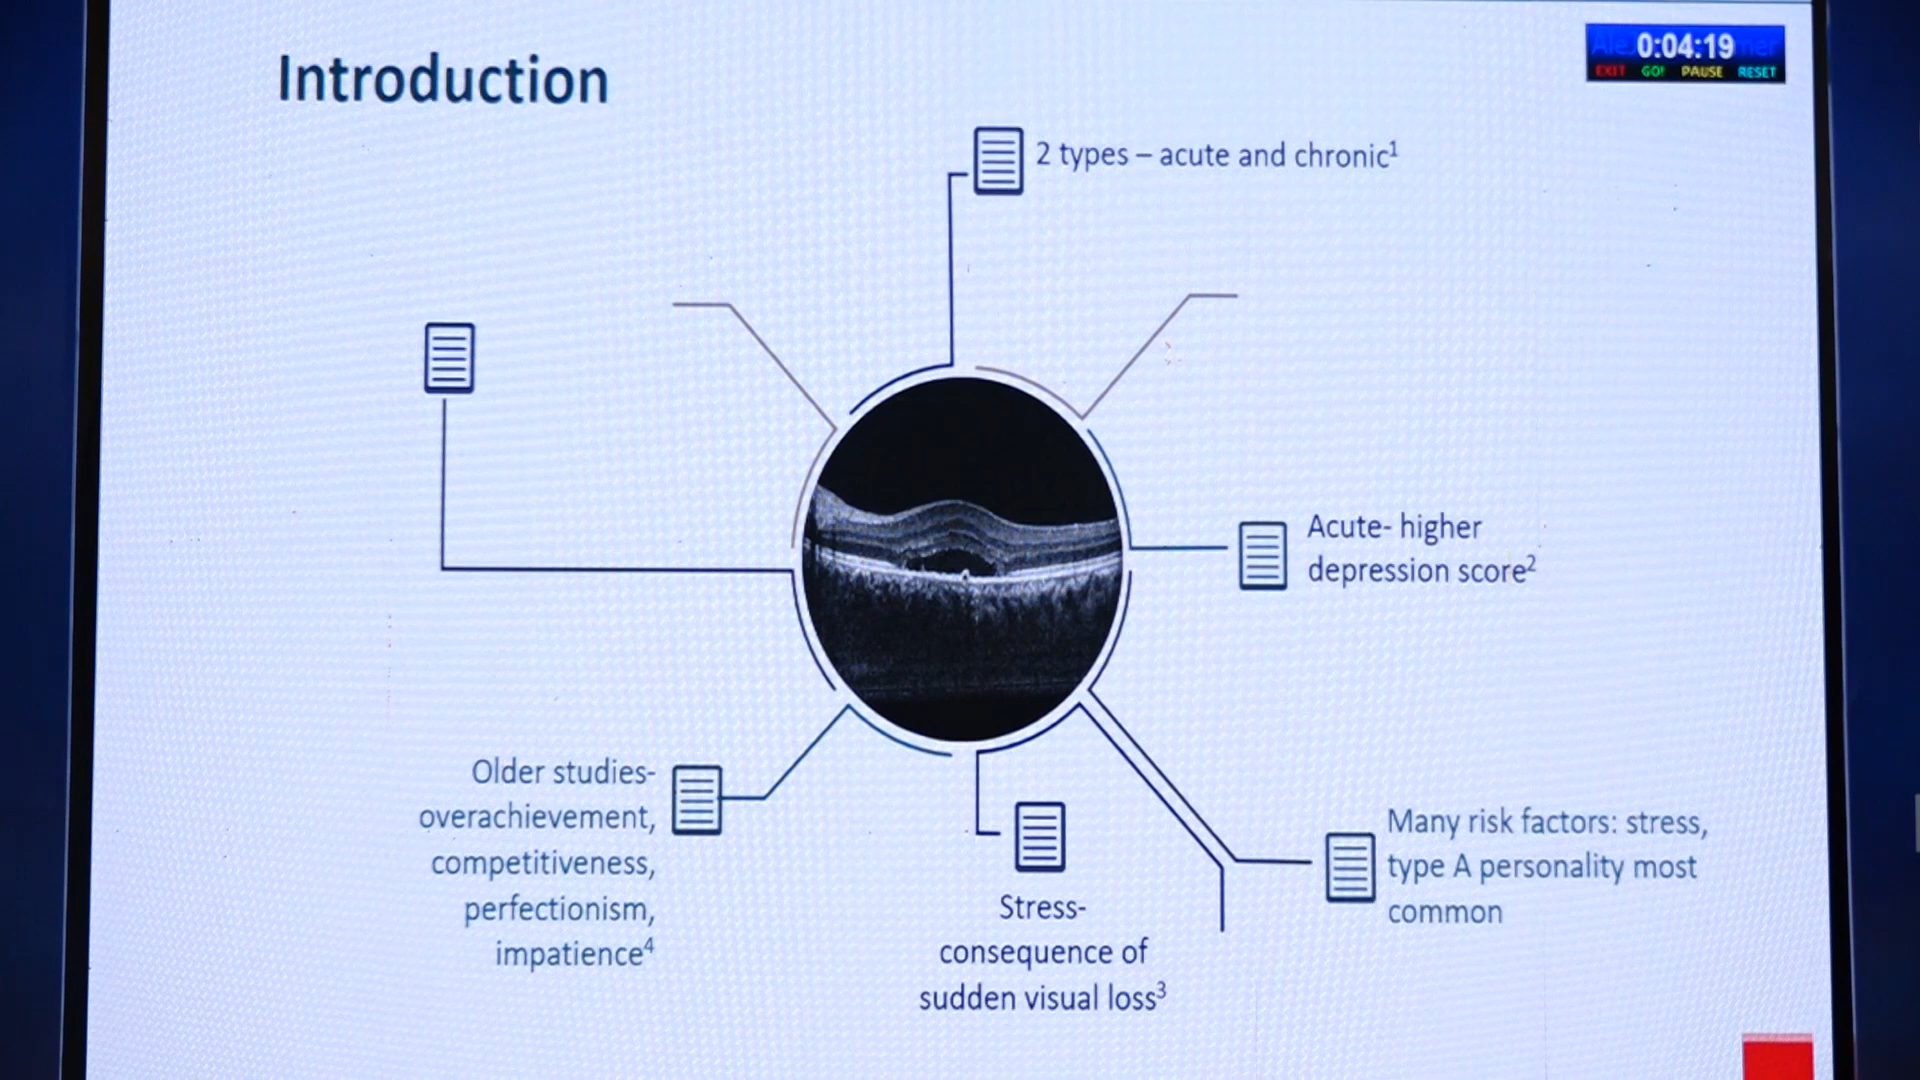 Introduction
0:04:19
EXIT GO! PAUSE RESET
2 types – acute and chronic1
Acute- higher
depression score2
Many risk factors: stress,
type A personality most
common
Stress-
consequence of
sudden visual loss3
Older studies-
overachievement,
competitiveness,
perfectionism,
impatience4